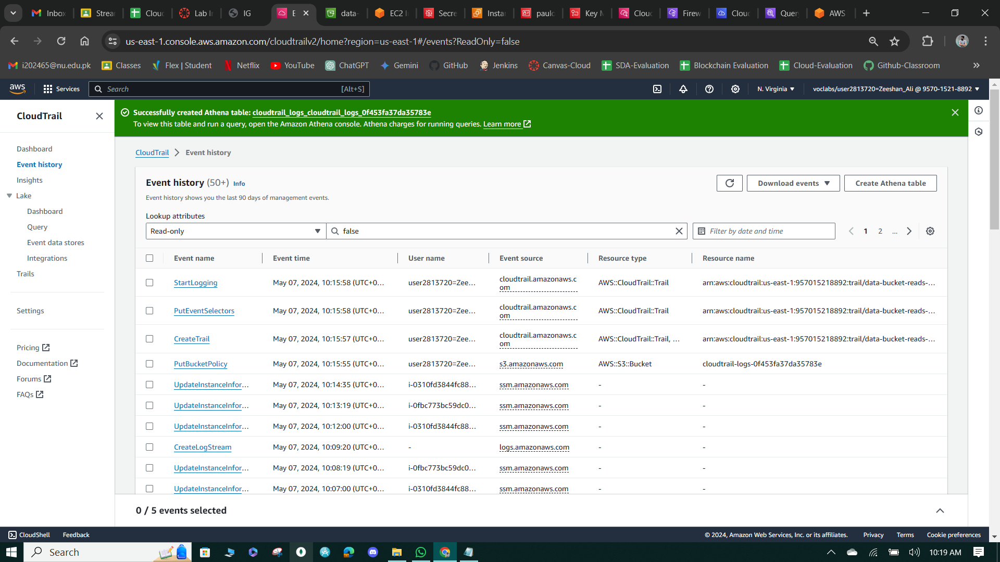 Inbox
Strea
Clou
Lab I
IG
E
data-
EC2 I
Secre
Instar
paulo
Key M
Clou
Firew
Clou
Quer
AWS
us-east-1.console.aws.amazon.com/cloudtrailv2/home?region=us-east-1#/events?ReadOnly=false
i202465@nu.edu.pk
Classes
Flex | Student
Netflix
YouTube
ChatGPT
Gemini
GitHub
Jenkins
Canvas-Cloud
SDA-Evaluation
Blockchain Evaluation
Cloud-Evaluation
Github-Classroom
aws
Services
Search
[Alt+S]
N. Virginia
voclabs/user2813720=Zeeshan_Ali @ 9570-1521-8892
CloudTrail
Dashboard
Event history
Insights
Lake
Dashboard
Query
Event data stores
Integrations
Trails
Settings
Pricing
Documentation
Forums
FAQs
Successfully created Athena table: cloudtrail_logs_cloudtrail_logs_0f453fa37da35783e
To view this table and run a query, open the Amazon Athena console. Athena charges for running queries. Learn more
CloudTrail > Event history
Event history (50+) Info
Event history shows you the last 90 days of management events.
Download events
Create Athena table
Lookup attributes
Read-only
false
Filter by date and time
1 2 ...
Event name Event time User name Event source Resource type Resource name
StartLogging May 07, 2024, 10:15:58 (UTC+0... user2813720=Zee... cloudtrail.amazonaws.c
om AWS::CloudTrail::Trail arn:aws:cloudtrail:us-east-1:957015218892:trail/data-bucket-reads-...
PutEventSelectors May 07, 2024, 10:15:58 (UTC+0... user2813720=Zee... cloudtrail.amazonaws.c
om AWS::CloudTrail::Trail arn:aws:cloudtrail:us-east-1:957015218892:trail/data-bucket-reads-...
CreateTrail May 07, 2024, 10:15:57 (UTC+0... user2813720=Zee... cloudtrail.amazonaws.c
om AWS::CloudTrail::Trail, ... arn:aws:cloudtrail:us-east-1:957015218892:trail/data-bucket-reads-...
PutBucketPolicy May 07, 2024, 10:15:55 (UTC+0... user2813720=Zee... s3.amazonaws.com AWS::S3::Bucket cloudtrail-logs-0f453fa37da35783e
UpdateInstanceInfor... May 07, 2024, 10:14:35 (UTC+0... i-0310fd3844fc88... ssm.amazonaws.com - -
UpdateInstanceInfor... May 07, 2024, 10:13:19 (UTC+0... i-0fbc773bc59dc0... ssm.amazonaws.com - -
UpdateInstanceInfor... May 07, 2024, 10:12:00 (UTC+0... i-0310fd3844fc88... ssm.amazonaws.com - -
CreateLogStream May 07, 2024, 10:09:20 (UTC+0... - logs.amazonaws.com - -
UpdateInstanceInfor... May 07, 2024, 10:08:19 (UTC+0... i-0fbc773bc59dc0... ssm.amazonaws.com - -
UpdateInstanceInfor... May 07, 2024, 10:07:00 (UTC+0... i-0310fd3844fc88... ssm.amazonaws.com - -
0 / 5 events selected
CloudShell
Feedback
© 2024, Amazon Web Services, Inc. or its affiliates.
Privacy
Terms
Cookie preferences
Search
10:19 AM